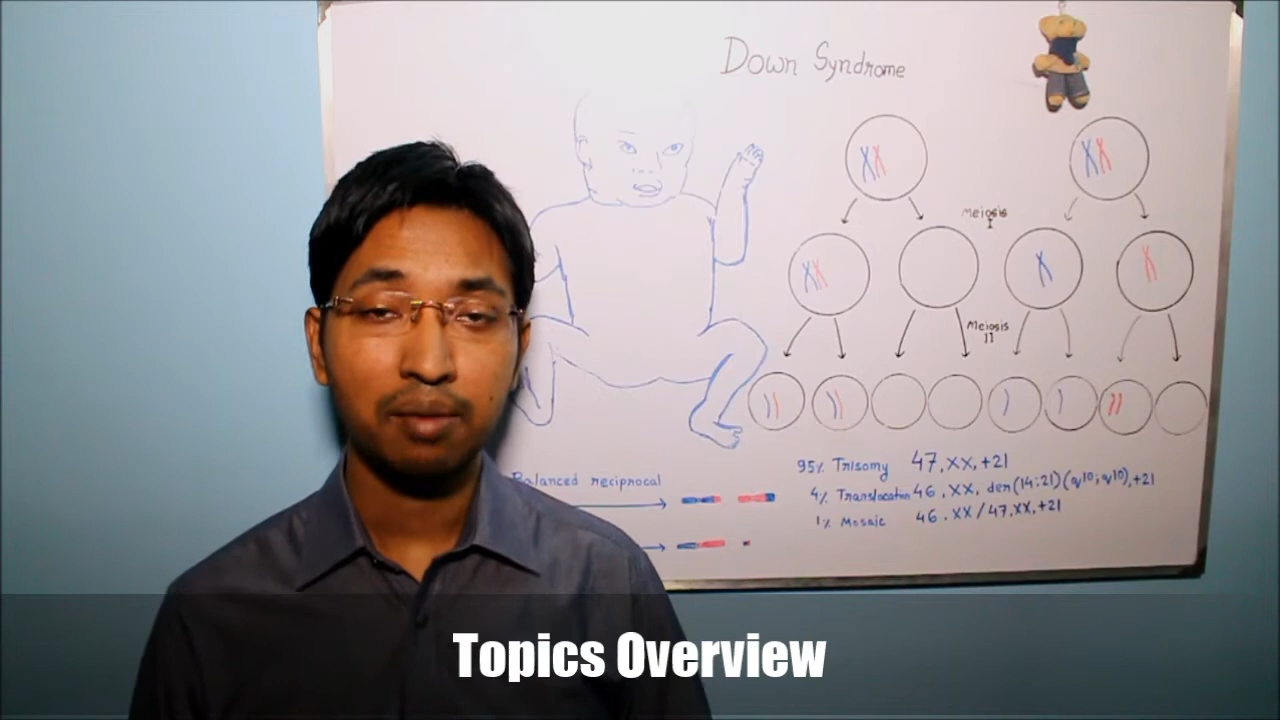 Down Syndrome
Meiosis
I
Meiosis
II
Balanced reciprocal
95% Trisomy 47,XX,+21
4% Translocation 46,XX, der(14;21)(q10;q10),+21
1% Mosaic 46.XX/47,XX,+21
Topics Overview